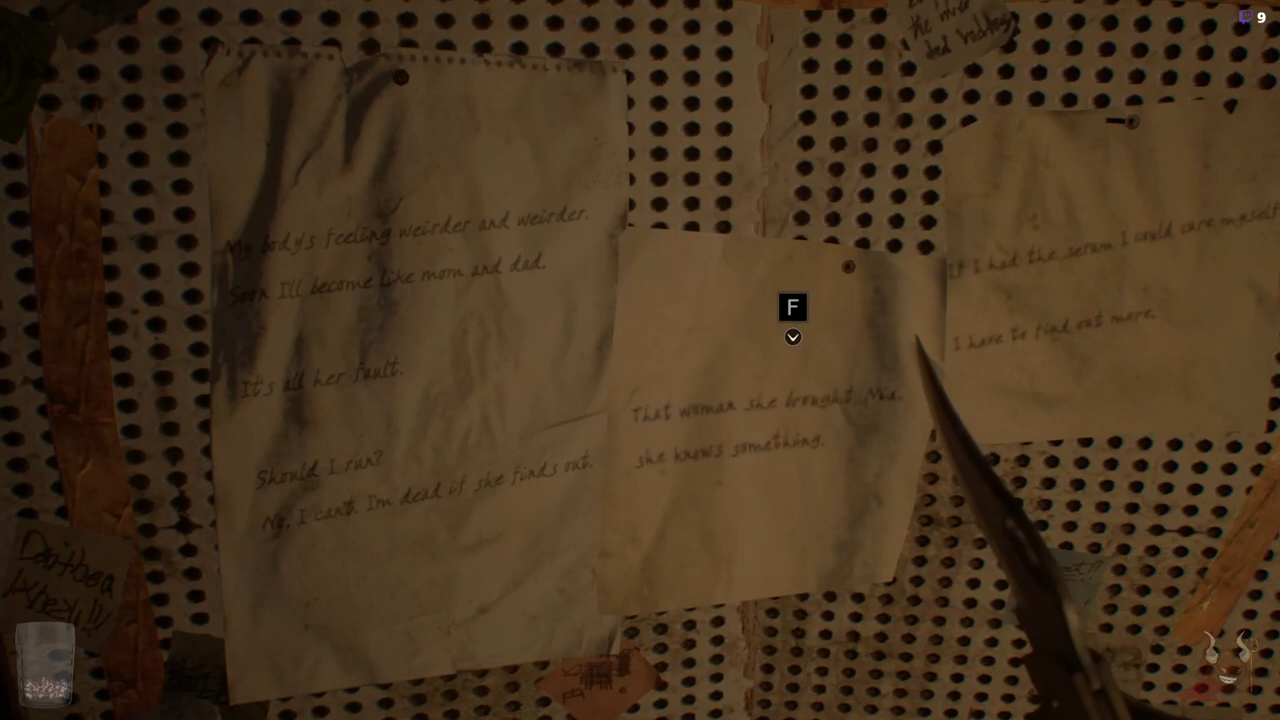 My body's feeling weirder and weirder.
Soon I'll become like mom and dad.
It's all her fault.
Should I run?
No, I can't. I'm dead if she finds out.
F
That woman she brought, Mia,
she knows something.
If I had the serum I could cure myself
I have to find out more.
9